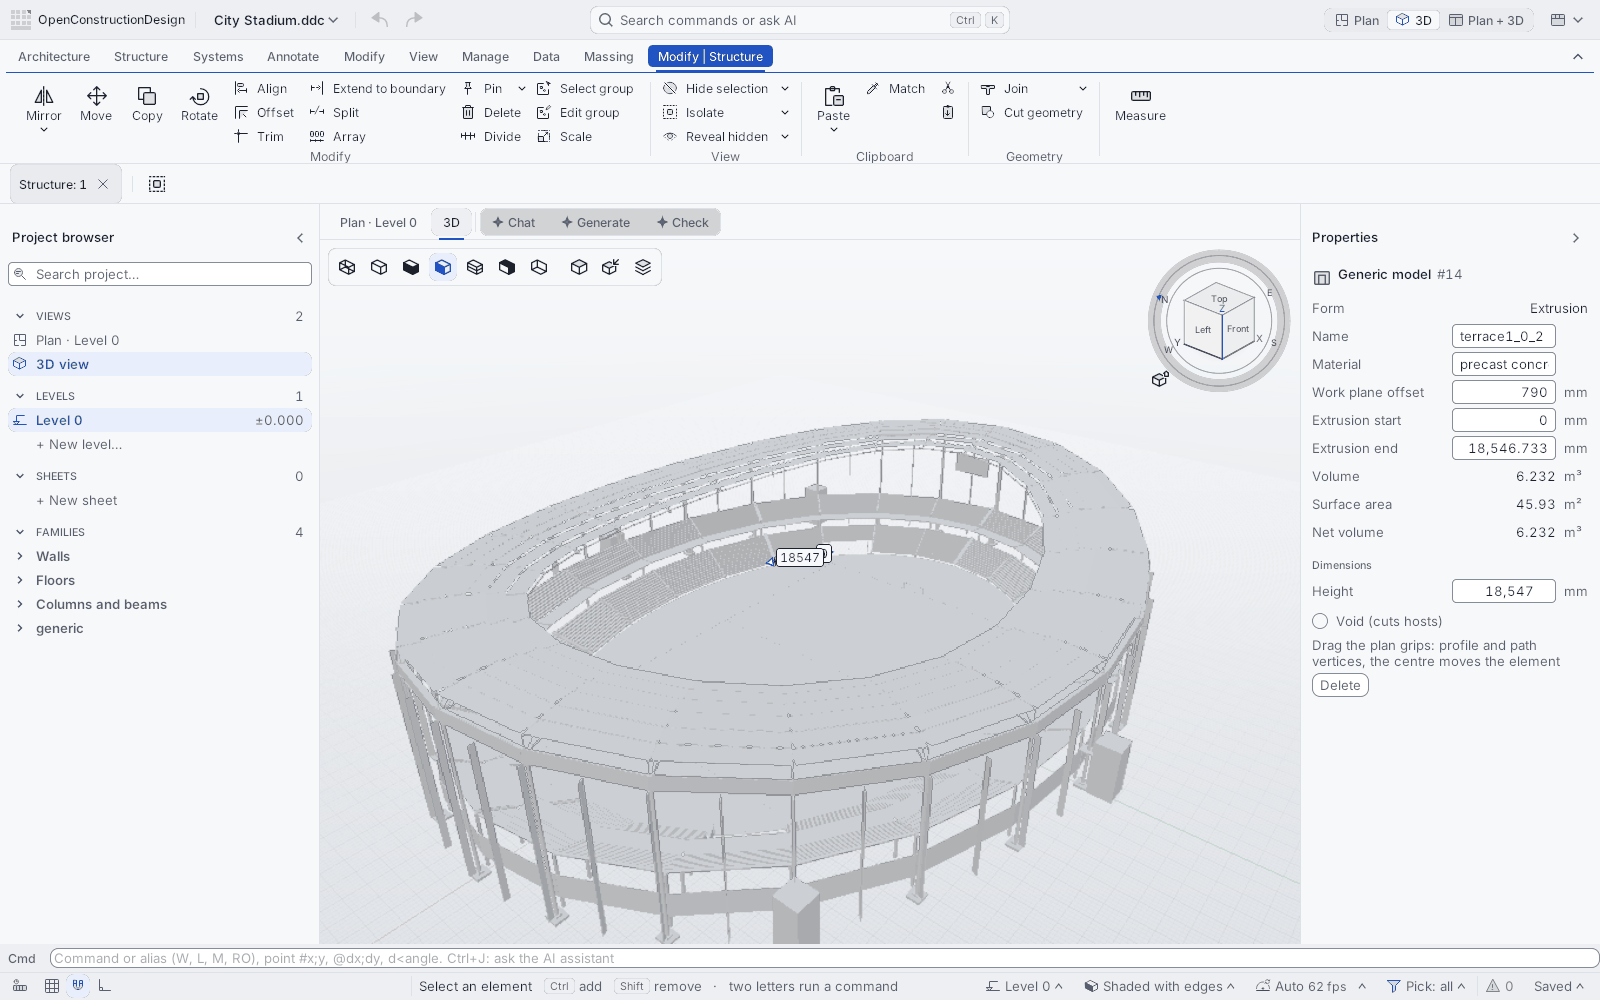 OpenConstructionDesign City Stadium.ddc Search commands or ask AI Ctrl K Plan 3D Plan + 3D
Architecture Structure Systems Annotate Modify View Manage Data Massing Modify | Structure
Mirror Move Copy Rotate Align Offset Trim Extend to boundary Split Array Pin Delete Divide Select group Edit group Scale
Modify
Hide selection
Isolate
Reveal hidden
View
Paste Match
Clipboard
Join
Cut geometry
Geometry
Measure
Structure: 1
Project browser
Search project...
VIEWS 2
Plan · Level 0
3D view
LEVELS 1
Level 0 ±0.000
+ New level...
SHEETS 0
+ New sheet
FAMILIES 4
Walls
Floors
Columns and beams
generic
Plan · Level 0 3D Chat Generate Check
N E S W
Top
Left Front
Z Y X
18547
Properties
Generic model #14
Form Extrusion
Name terrace1_0_2
Material precast concr
Work plane offset 790 mm
Extrusion start 0 mm
Extrusion end 18,546.733 mm
Volume 6.232 m³
Surface area 45.93 m²
Net volume 6.232 m³
Dimensions
Height 18,547 mm
Void (cuts hosts)
Drag the plan grips: profile and path
vertices, the centre moves the element
Delete
Cmd Command or alias (W, L, M, RO), point #x;y, @dx;dy, d<angle. Ctrl+J: ask the AI assistant
Select an element Ctrl add Shift remove · two letters run a command Level 0 Shaded with edges Auto 62 fps Pick: all 0 Saved